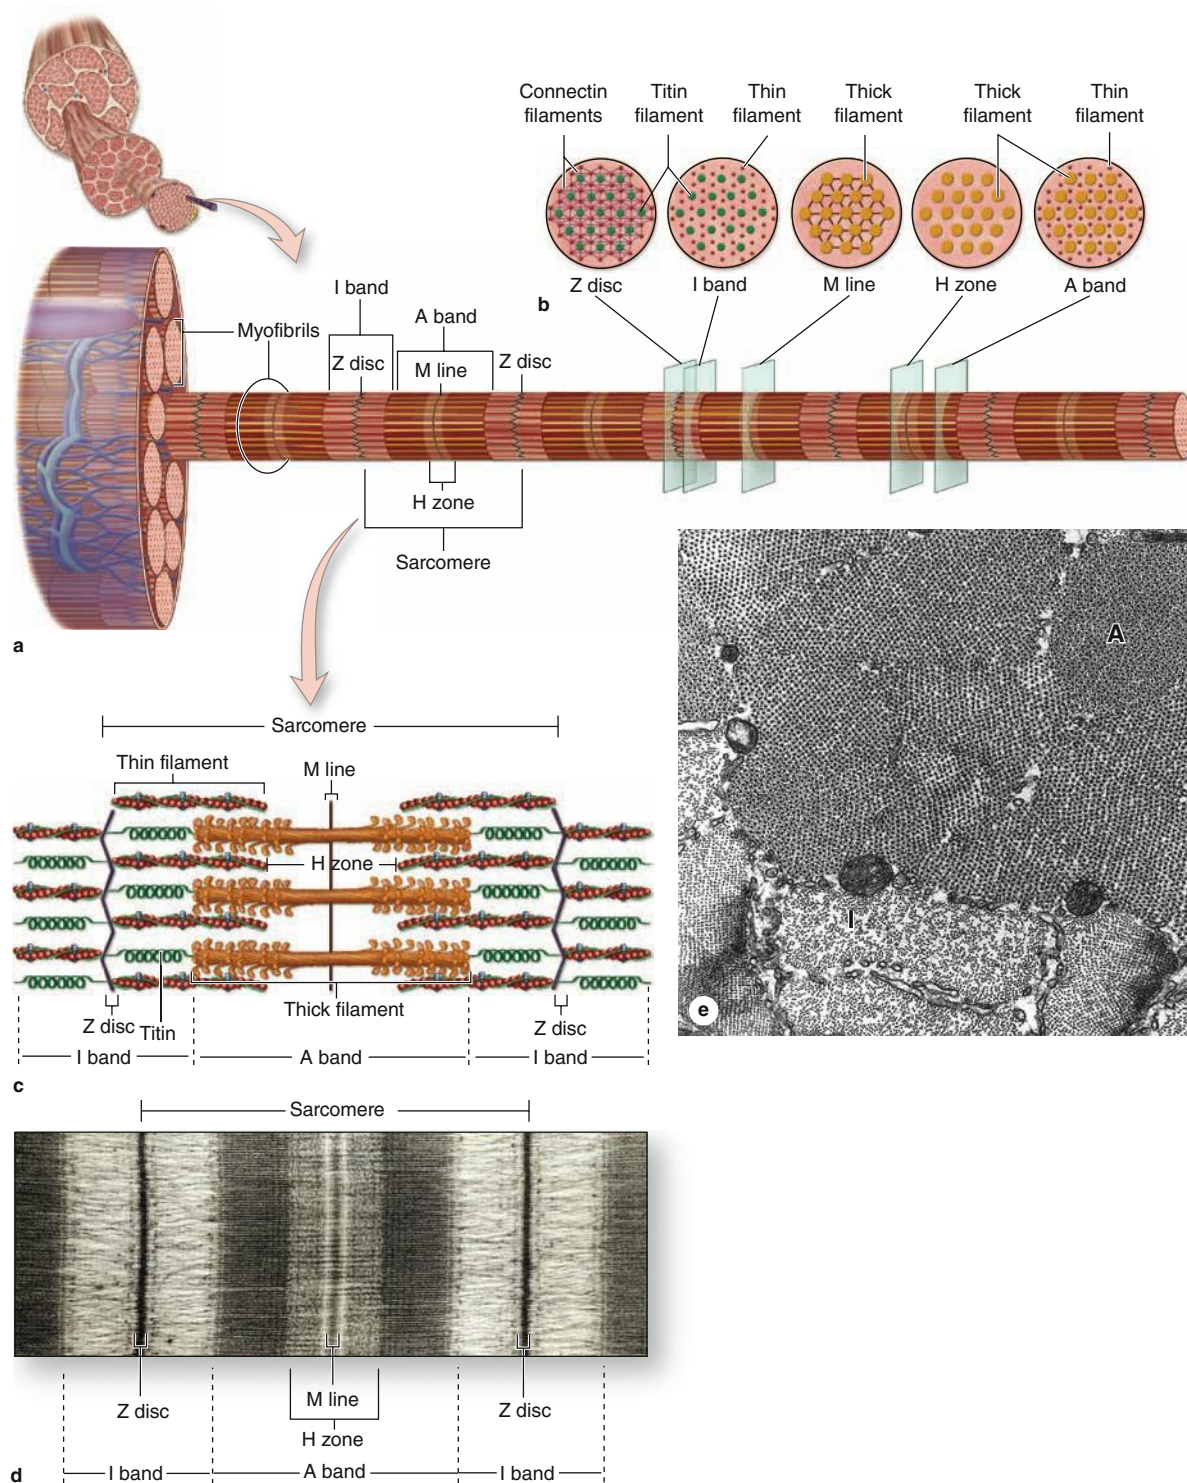 Connectin
filaments
Titin
filament
Thin
filament
Thick
filament
Thick
filament
Thin
filament
Z disc
I band
M line
H zone
A band
b
I band
A band
Myofibrils
Z disc
M line
Z disc
H zone
Sarcomere
a
A
I
e
Sarcomere
Thin filament
M line
H zone
Thick filament
Z disc
Titin
Z disc
I band
A band
I band
c
Sarcomere
Z disc
M line
Z disc
H zone
I band
A band
I band
d